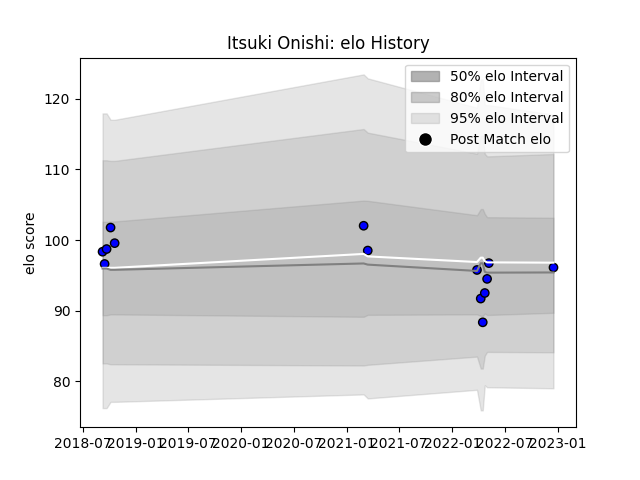 Itsuki Onishi: elo History
50% elo Interval
80% elo Interval
95% elo Interval
Post Match elo
elo score
120
110
100
90
80
2018-07 2019-01 2019-07 2020-01 2020-07 2021-01 2021-07 2022-01 2022-07 2023-01